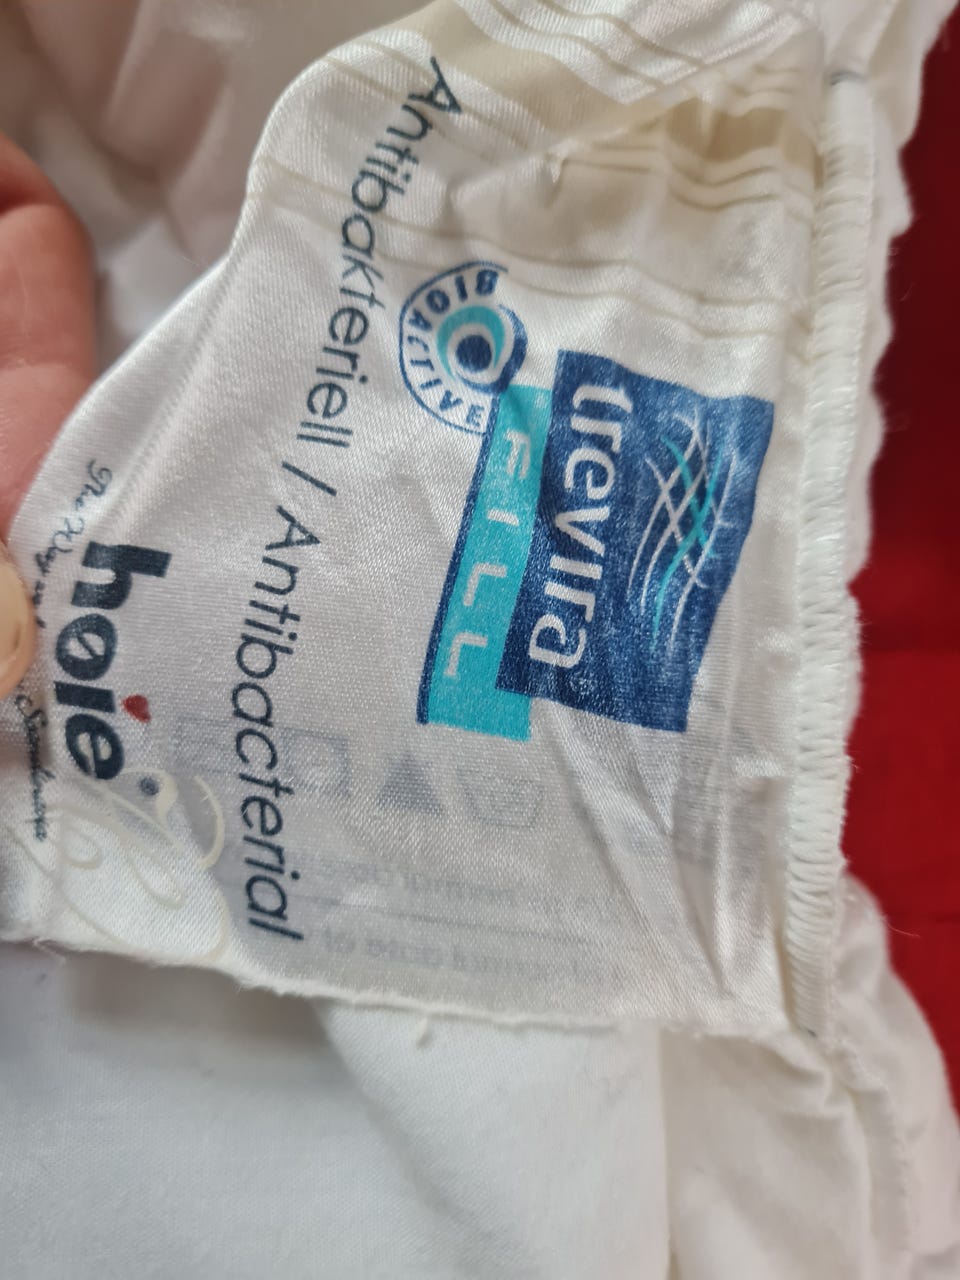 BIOACTIVE
trevira
FILL
Antibakteriell / Antibacterial
høie